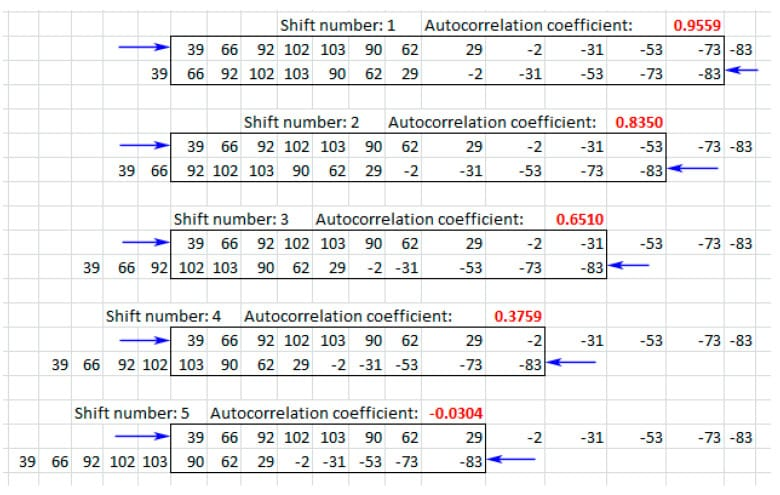 Shift number: 1 Autocorrelation coefficient: 0.9559
39 66 92 102 103 90 62 29 -2 -31 -53 -73 -83
39 66 92 102 103 90 62 29 -2 -31 -53 -73 -83
Shift number: 2 Autocorrelation coefficient: 0.8350
39 66 92 102 103 90 62 29 -2 -31 -53 -73 -83
39 66 92 102 103 90 62 29 -2 -31 -53 -73 -83
Shift number: 3 Autocorrelation coefficient: 0.6510
39 66 92 102 103 90 62 29 -2 -31 -53 -73 -83
39 66 92 102 103 90 62 29 -2 -31 -53 -73 -83
Shift number: 4 Autocorrelation coefficient: 0.3759
39 66 92 102 103 90 62 29 -2 -31 -53 -73 -83
39 66 92 102 103 90 62 29 -2 -31 -53 -73 -83
Shift number: 5 Autocorrelation coefficient: -0.0304
39 66 92 102 103 90 62 29 -2 -31 -53 -73 -83
39 66 92 102 103 90 62 29 -2 -31 -53 -73 -83